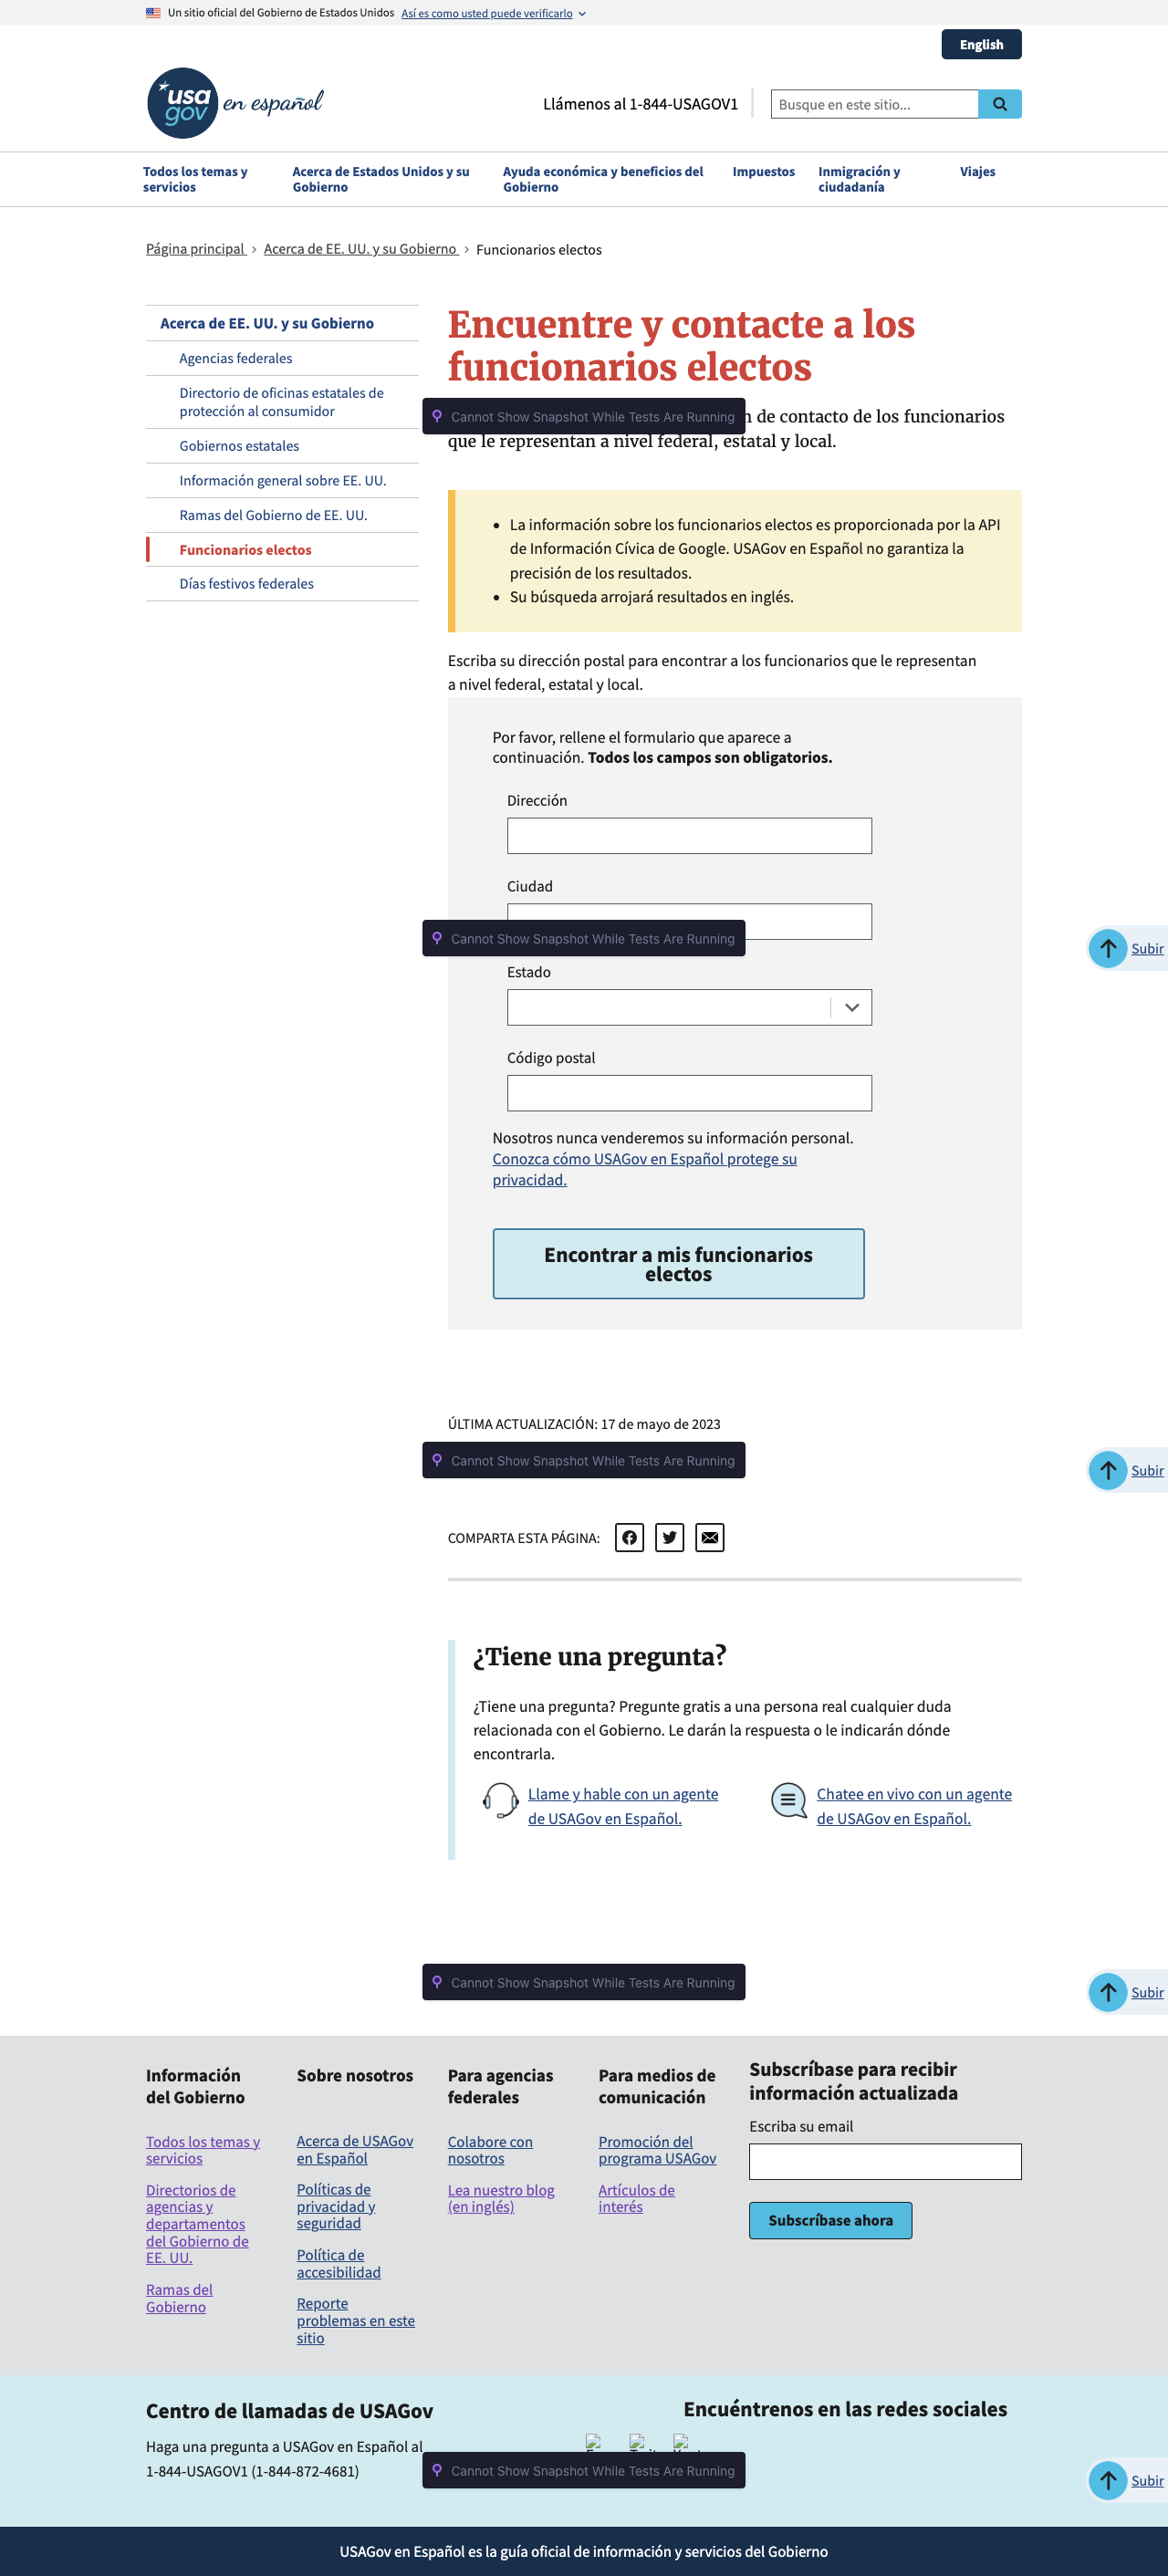 Un sitio oficial del Gobierno de Estados Unidos Así es como usted puede verificarlo
English
usa gov en español
Llámenos al 1-844-USAGOV1
Busque en este sitio...
Todos los temas y servicios
Acerca de Estados Unidos y su Gobierno
Ayuda económica y beneficios del Gobierno
Impuestos
Inmigración y ciudadanía
Viajes
Página principal > Acerca de EE. UU. y su Gobierno > Funcionarios electos
Acerca de EE. UU. y su Gobierno
Agencias federales
Directorio de oficinas estatales de
protección al consumidor
Gobiernos estatales
Información general sobre EE. UU.
Ramas del Gobierno de EE. UU.
Funcionarios electos
Días festivos federales
Encuentre y contacte a los
funcionarios electos
Cannot Show Snapshot While Tests Are Running
de contacto de los funcionarios
que le representan a nivel federal, estatal y local.
La información sobre los funcionarios electos es proporcionada por la API
de Información Cívica de Google. USAGov en Español no garantiza la
precisión de los resultados.
Su búsqueda arrojará resultados en inglés.
Escriba su dirección postal para encontrar a los funcionarios que le representan
a nivel federal, estatal y local.
Por favor, rellene el formulario que aparece a
continuación. Todos los campos son obligatorios.
Dirección
Ciudad
Cannot Show Snapshot While Tests Are Running
Subir
Estado
Código postal
Nosotros nunca venderemos su información personal.
Conozca cómo USAGov en Español protege su
privacidad.
Encontrar a mis funcionarios
electos
ÚLTIMA ACTUALIZACIÓN: 17 de mayo de 2023
Cannot Show Snapshot While Tests Are Running
Subir
COMPARTA ESTA PÁGINA:
¿Tiene una pregunta?
¿Tiene una pregunta? Pregunte gratis a una persona real cualquier duda
relacionada con el Gobierno. Le darán la respuesta o le indicarán dónde
encontrarla.
Llame y hable con un agente
de USAGov en Español.
Chatee en vivo con un agente
de USAGov en Español.
Cannot Show Snapshot While Tests Are Running
Subir
Información
del Gobierno
Todos los temas y
servicios
Directorios de
agencias y
departamentos
del Gobierno de
EE. UU.
Ramas del
Gobierno
Sobre nosotros
Acerca de USAGov
en Español
Políticas de
privacidad y
seguridad
Política de
accesibilidad
Reporte
problemas en este
sitio
Para agencias
federales
Colabore con
nosotros
Lea nuestro blog
(en inglés)
Para medios de
comunicación
Promoción del
programa USAGov
Artículos de
interés
Subscríbase para recibir
información actualizada
Escriba su email
Subscríbase ahora
Centro de llamadas de USAGov
Haga una pregunta a USAGov en Español al
1-844-USAGOV1 (1-844-872-4681)
Encuéntrenos en las redes sociales
Cannot Show Snapshot While Tests Are Running
Subir
USAGov en Español es la guía oficial de información y servicios del Gobierno